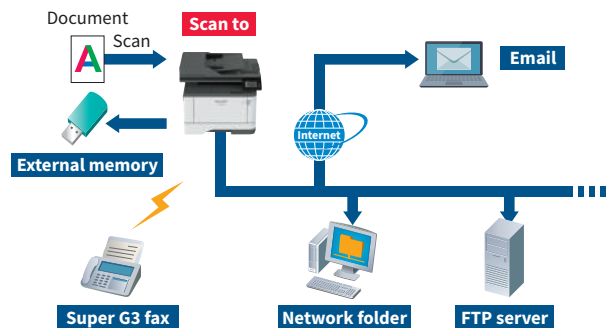 Document
Scan
A
Scan to
Email
Internet
External memory
Super G3 fax
Network folder
FTP server